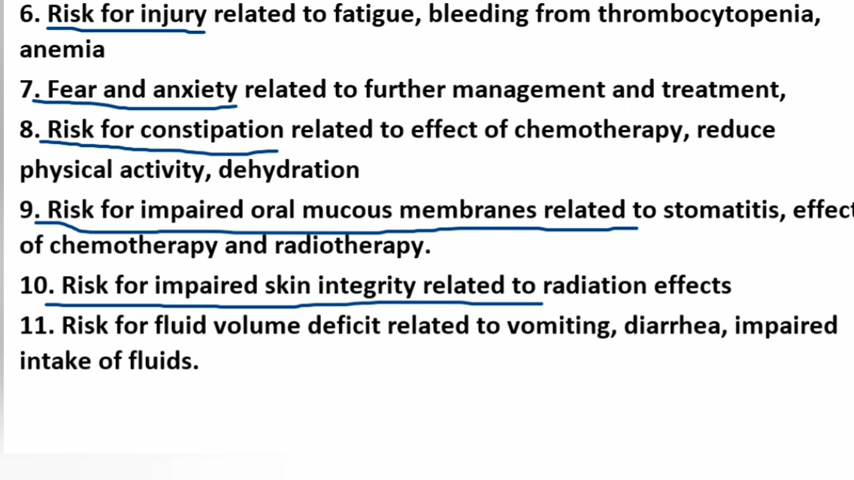 6. Risk for injury related to fatigue, bleeding from thrombocytopenia,
anemia
7. Fear and anxiety related to further management and treatment,
8. Risk for constipation related to effect of chemotherapy, reduce
physical activity, dehydration
9. Risk for impaired oral mucous membranes related to stomatitis, effect
of chemotherapy and radiotherapy.
10. Risk for impaired skin integrity related to radiation effects
11. Risk for fluid volume deficit related to vomiting, diarrhea, impaired
intake of fluids.